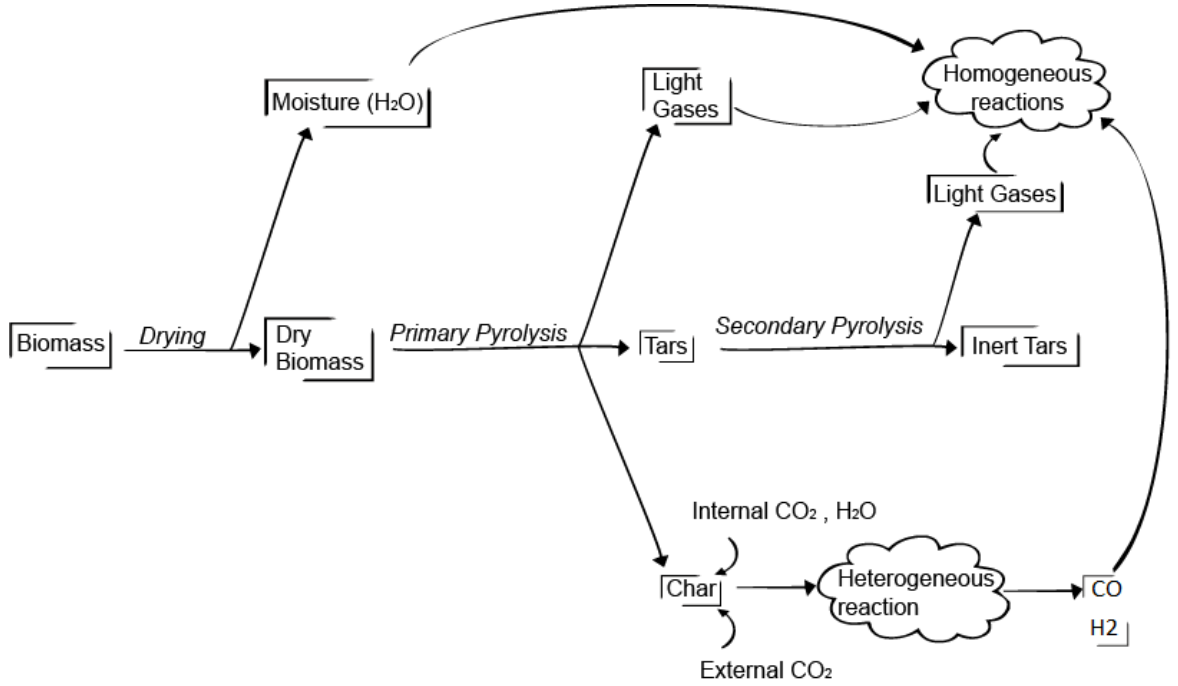 Moisture (H₂O)
Light
Gases
Homogeneous
reactions
Light Gases
Biomass
Drying
Dry
Biomass
Primary Pyrolysis
Tars
Secondary Pyrolysis
Inert Tars
Internal CO₂ , H₂O
Char
Heterogeneous
reaction
CO
H2
External CO₂